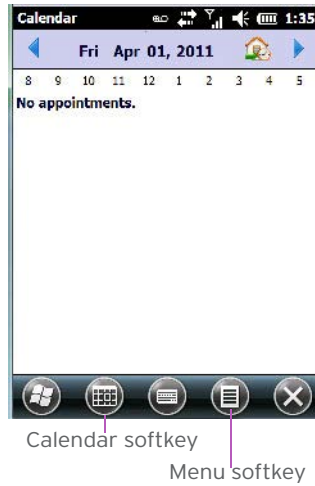 Calendar 1:35
Fri Apr 01, 2011
8 9 10 11 12 1 2 3 4 5
No appointments.
Calendar softkey
Menu softkey